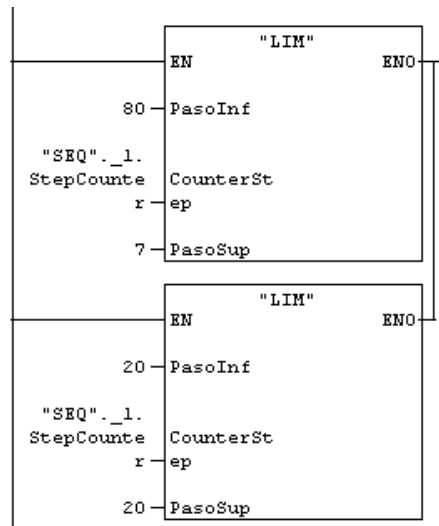 "LIM"
EN ENO
80 PasoInf
"SEQ"._1.
StepCounte CounterSt
r ep
7 PasoSup
"LIM"
EN ENO
20 PasoInf
"SEQ"._1.
StepCounte CounterSt
r ep
20 PasoSup